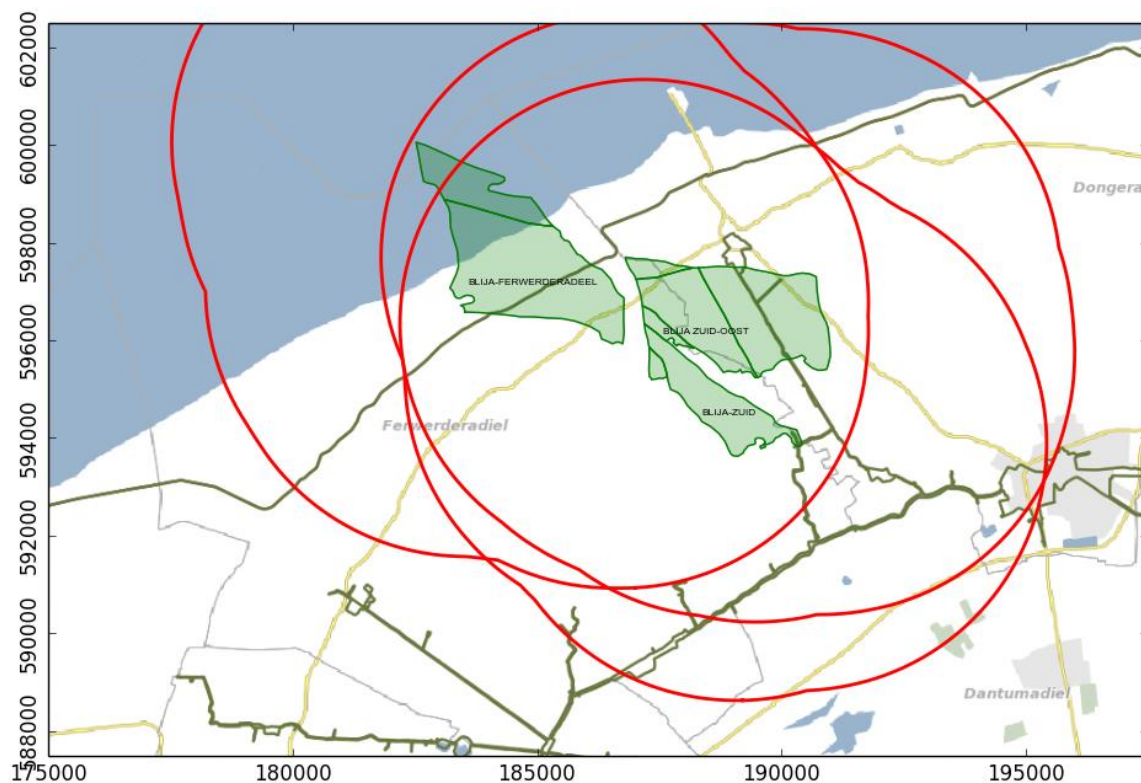 602000
600000
598000
596000
594000
592000
590000
588000
175000
180000
185000
190000
195000
Dongera
BLIJA-FERWERDERADEEL
BLIJA ZUID-OOST
BLIJA-ZUID
Ferwerderadiel
Dantumadiel